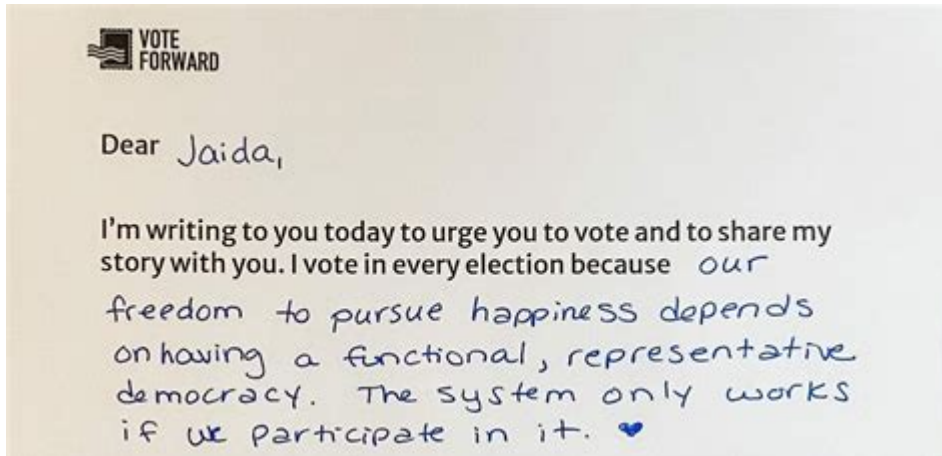 VOTE
FORWARD
Dear Jaida,
I'm writing to you today to urge you to vote and to share my
story with you. I vote in every election because our
freedom to pursue happiness depends
on having a functional, representative
democracy. The system only works
if we participate in it.